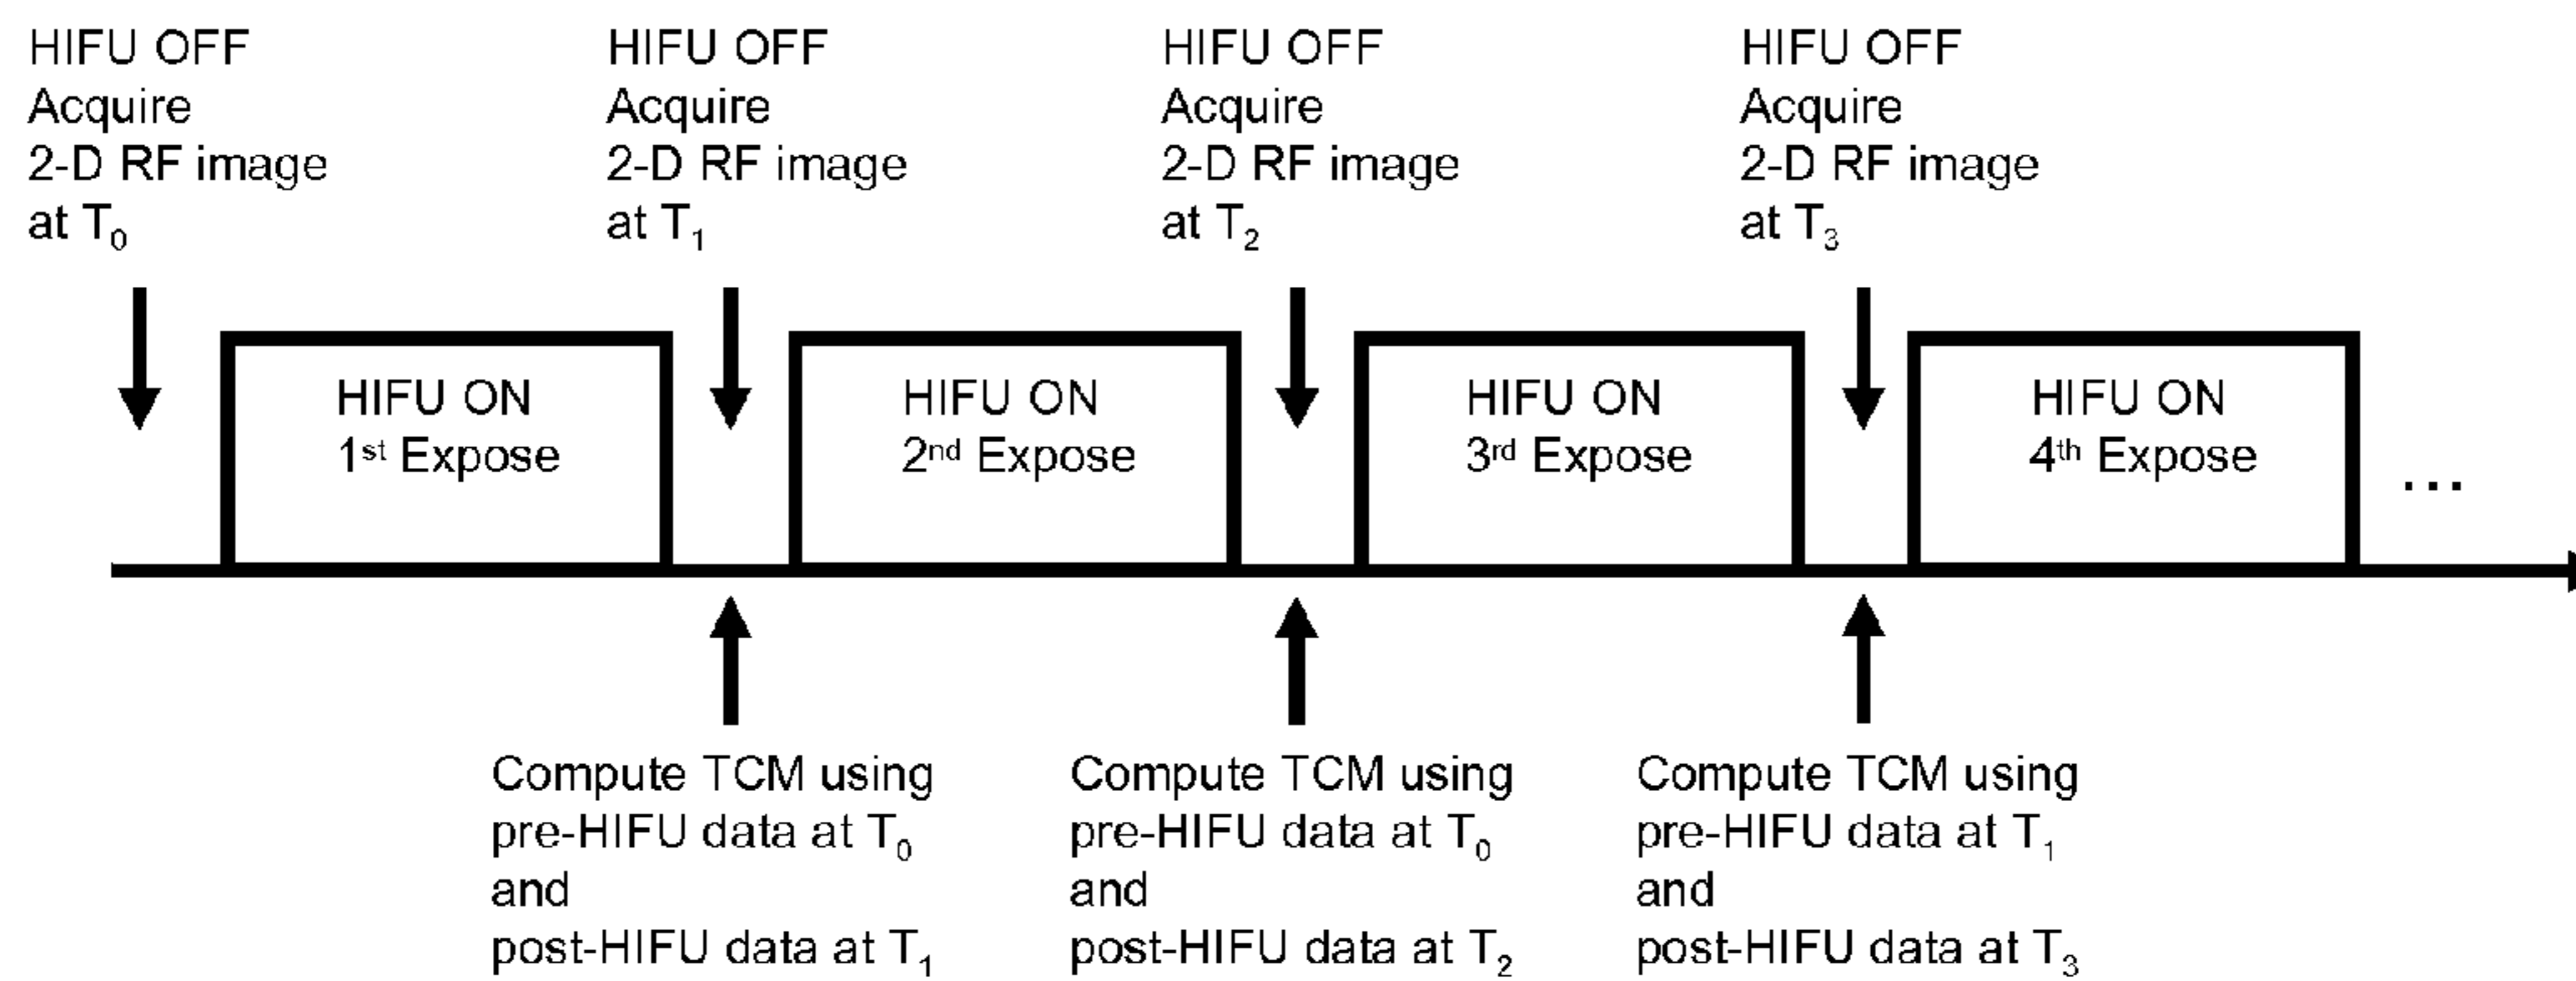 HIFU OFF
Acquire
2-D RF image
at T₀
HIFU OFF
Acquire
2-D RF image
at T₁
HIFU OFF
Acquire
2-D RF image
at T₂
HIFU OFF
Acquire
2-D RF image
at T₃
HIFU ON
1st Expose
HIFU ON
2nd Expose
HIFU ON
3rd Expose
HIFU ON
4th Expose
...
Compute TCM using
pre-HIFU data at T₀
and
post-HIFU data at T₁
Compute TCM using
pre-HIFU data at T₀
and
post-HIFU data at T₂
Compute TCM using
pre-HIFU data at T₁
and
post-HIFU data at T₃